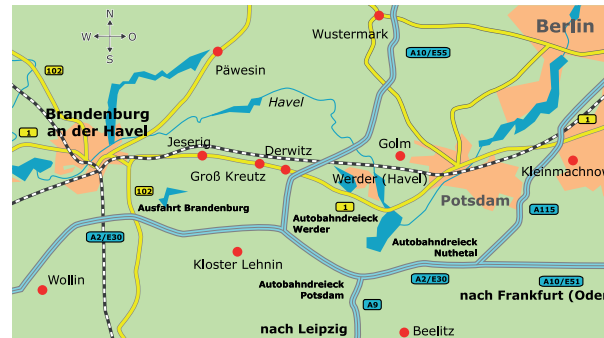 N
W
O
S
Berlin
Wustermark
A10/E55
102
Päwesin
Brandenburg
an der Havel
Havel
1
1
Jeserig
Derwitz
Golm
Groß Kreutz
Werder (Havel)
Kleinmachnow
102
Ausfahrt Brandenburg
1
Potsdam
Autobahndreieck
Werder
A115
A2/E30
Autobahndreieck
Nuthetal
Kloster Lehnin
Wollin
Autobahndreieck
Potsdam
A2/E30
A10/E51
nach Frankfurt (Oder
A9
nach Leipzig
Beelitz